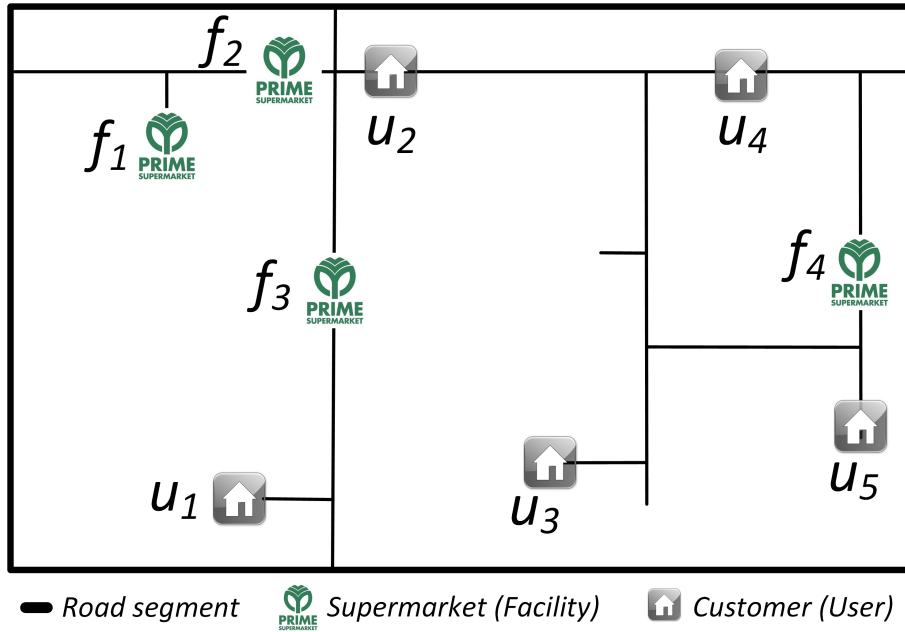 f2
PRIME
SUPERMARKET
u2
u4
f1
PRIME
SUPERMARKET
f3
PRIME
SUPERMARKET
f4
PRIME
SUPERMARKET
u1
u3
u5
Road segment
PRIME
SUPERMARKET
Supermarket (Facility)
Customer (User)